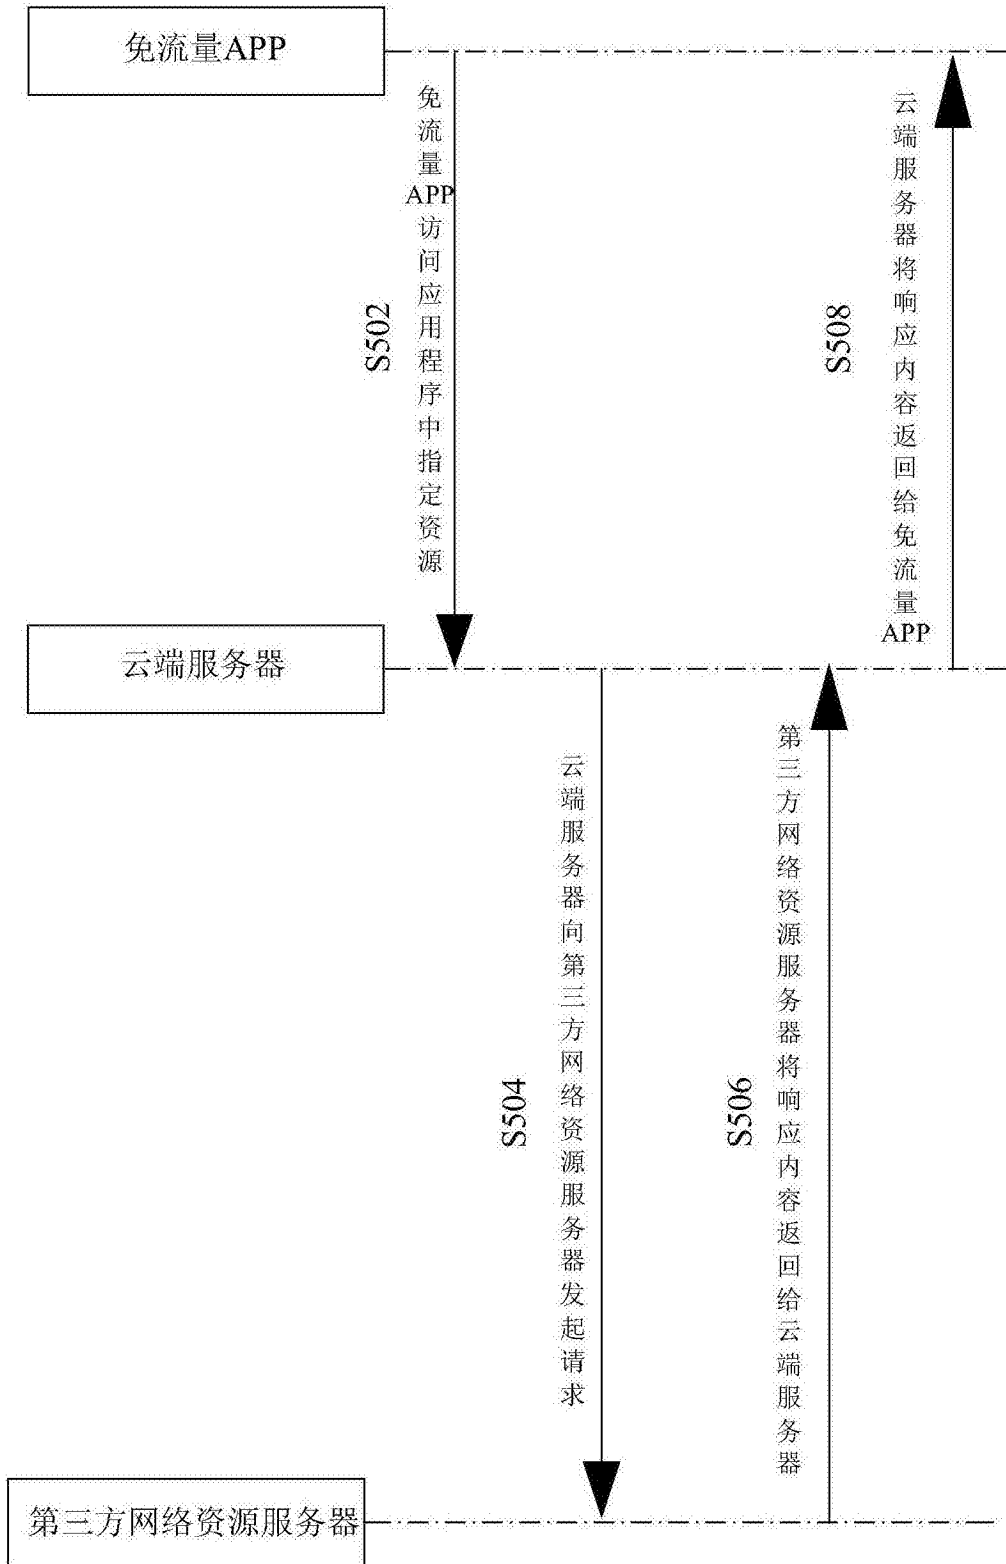 免流量APP
S502
免流量APP访问应用程序中指定资源
S508
云端服务器将响应内容返回给免流量APP
云端服务器
S504
云端服务器向第三方网络资源服务器发起请求
S506
第三方网络资源服务器将响应内容返回给云端服务器
第三方网络资源服务器